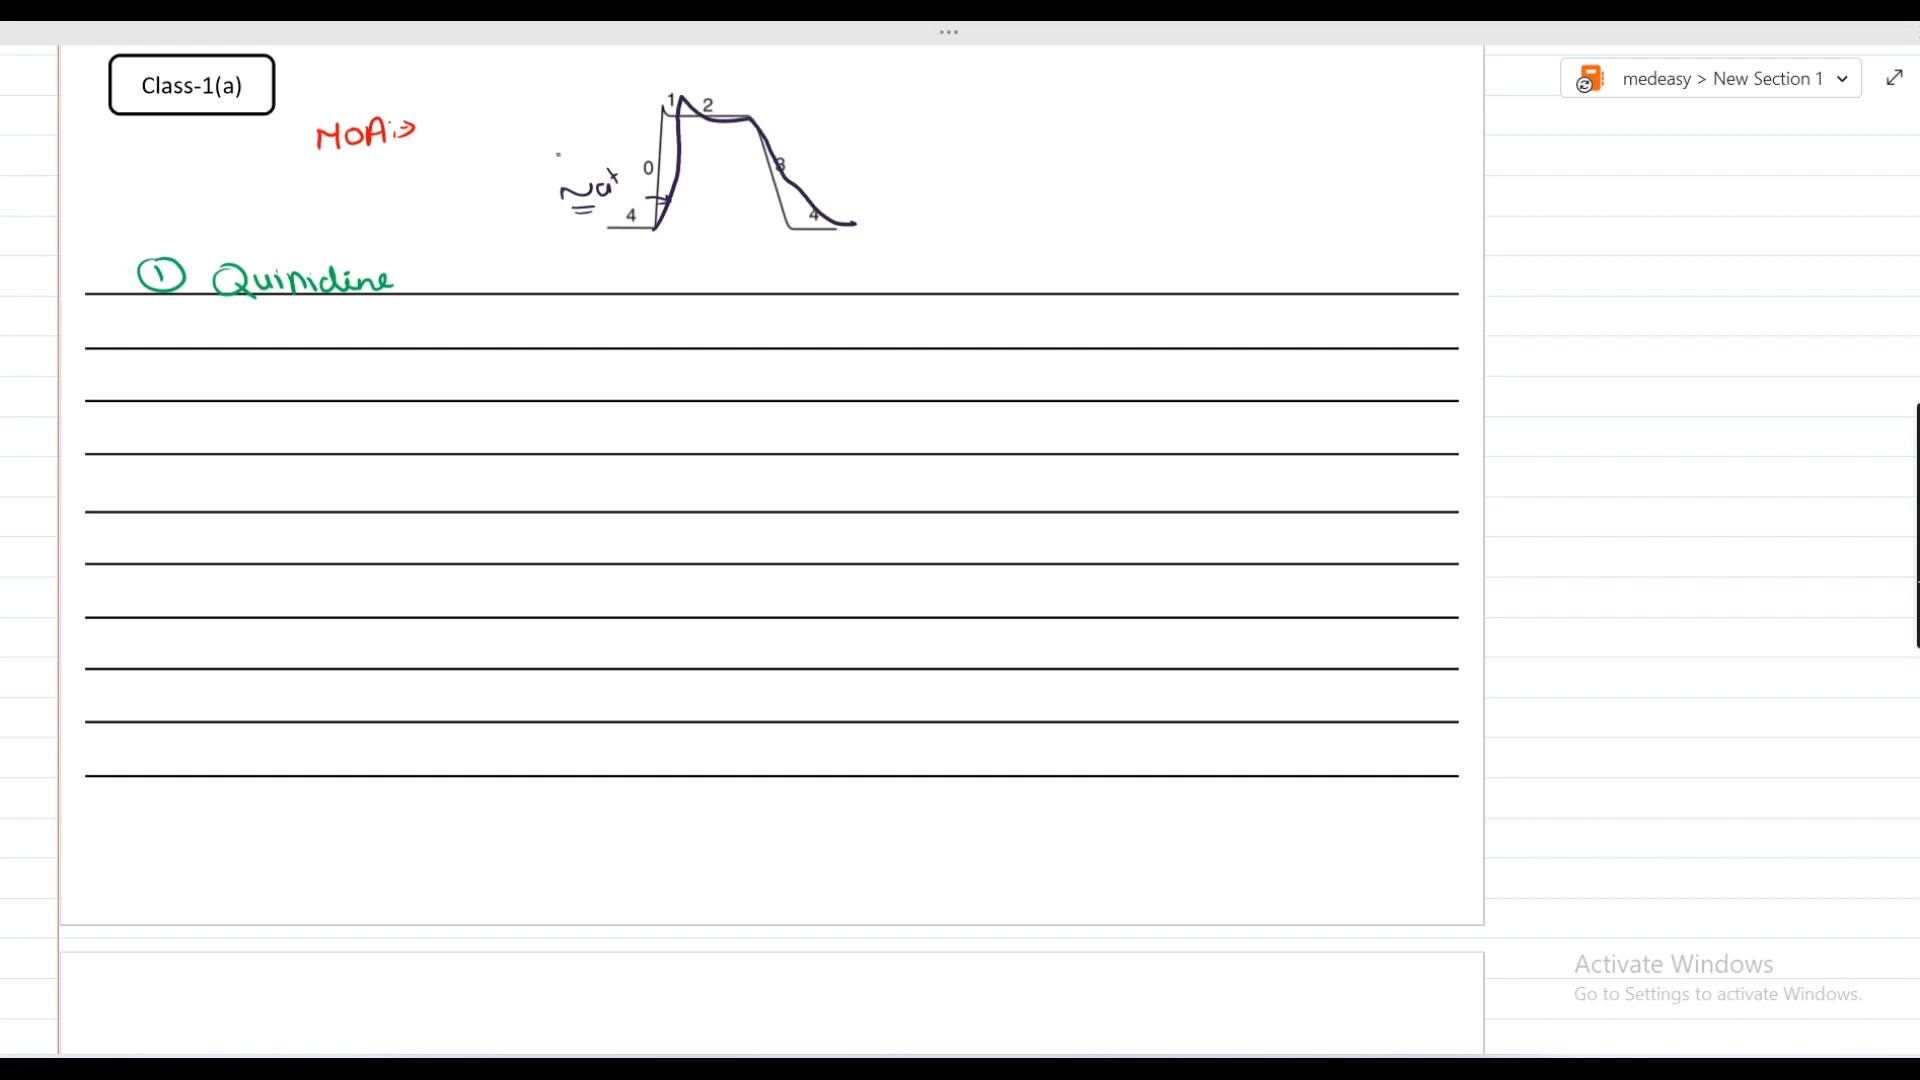 Class-1(a)
medeasy > New Section 1
MOA:→
1 2
0 3
Na+
4 4
① Quinidine
Activate Windows
Go to Settings to activate Windows.